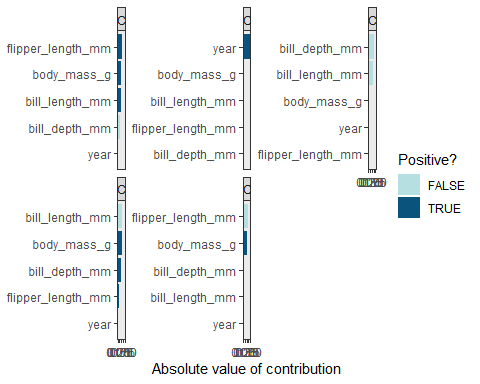 C
flipper_length_mm
body_mass_g
bill_length_mm
bill_depth_mm
year
C
year
body_mass_g
bill_length_mm
flipper_length_mm
bill_depth_mm
C
bill_depth_mm
bill_length_mm
body_mass_g
year
flipper_length_mm
C
bill_length_mm
body_mass_g
bill_depth_mm
flipper_length_mm
year
C
flipper_length_mm
body_mass_g
bill_depth_mm
bill_length_mm
year
Absolute value of contribution
Positive?
FALSE
TRUE